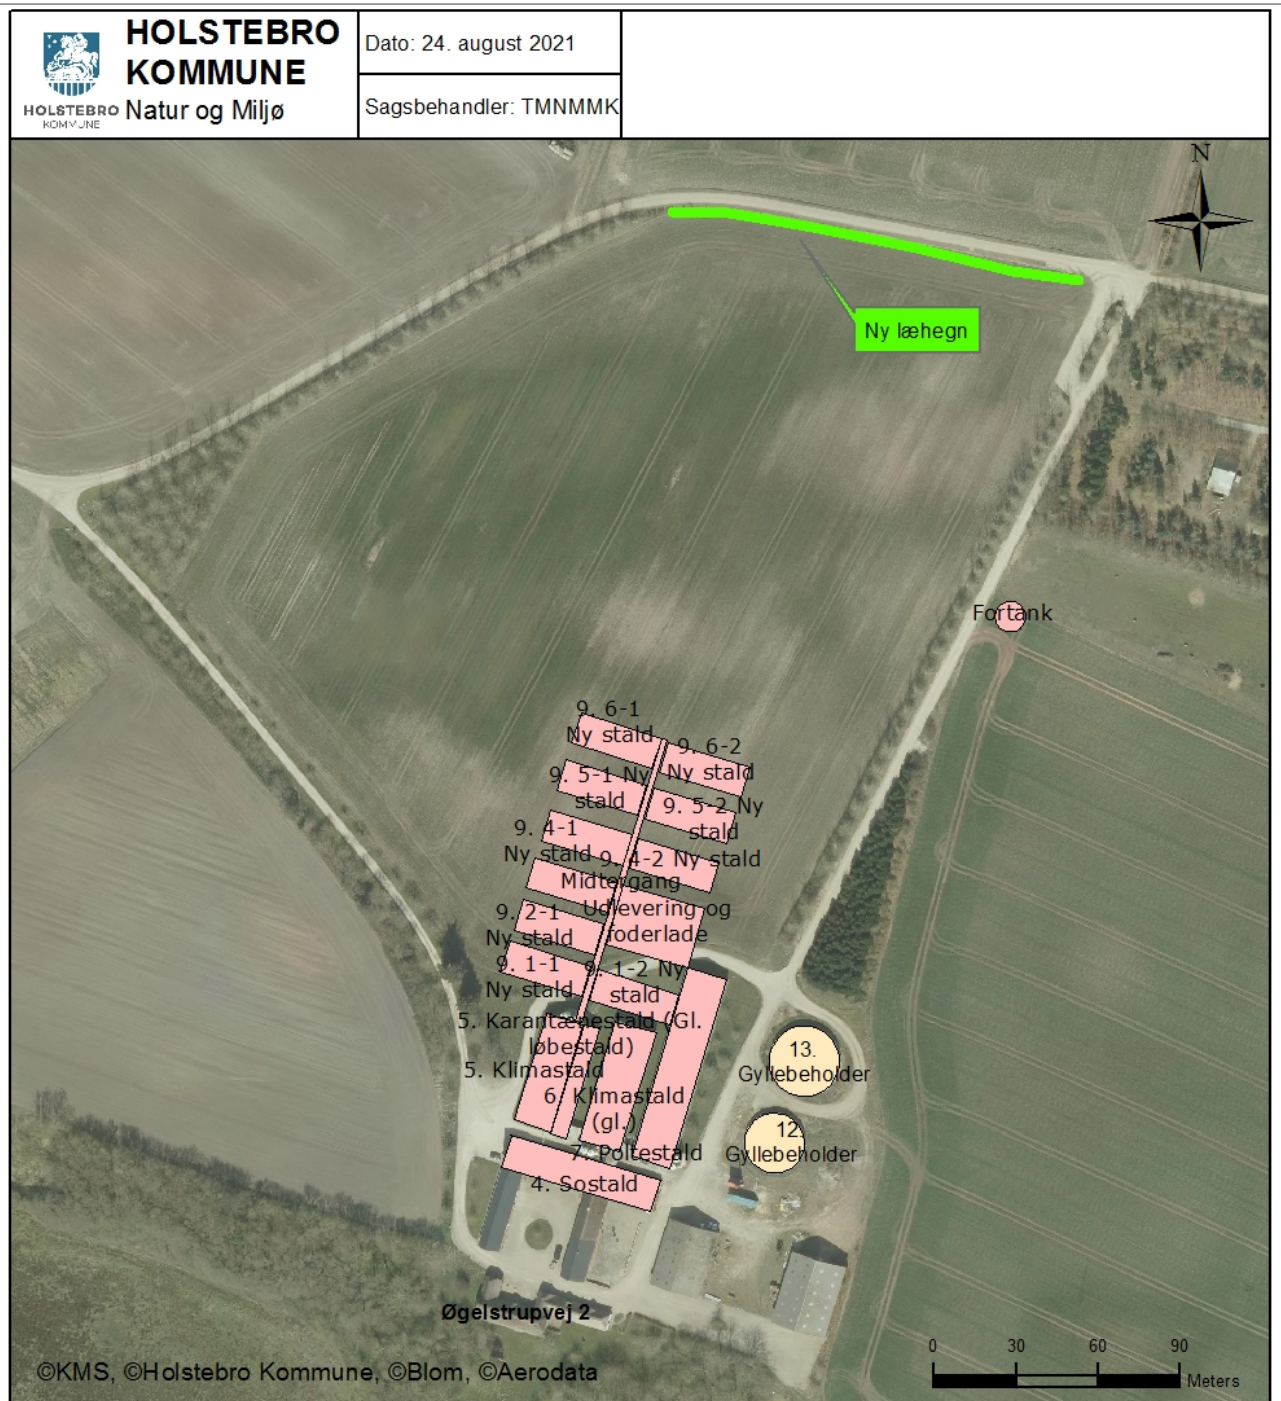 HOLSTEBRO
KOMMUNE
Natur og Miljø
HOLSTEBRO
KOMMUNE
Dato: 24. august 2021
Sagsbehandler: TMNMMK
N
Ny læhegn
Fortank
9. 6-1
Ny stald
9. 6-2
Ny stald
9. 5-1 Ny
stald
9. 5-2 Ny
stald
9. 4-1
Ny stald
9. 4-2 Ny stald
Midtergang
Udlevering og
foderlade
9. 2-1
Ny stald
9. 1-1
Ny stald
9. 1-2 Ny
stald
5. Karantænestald (Gl.
løbestald)
5. Klimastald
6. Klimastald
(gl.)
7. Poltestald
4. Sostald
13.
Gyllebeholder
12.
Gyllebeholder
Øgelstrupvej 2
0 30 60 90
Meters
©KMS, ©Holstebro Kommune, ©Blom, ©Aerodata